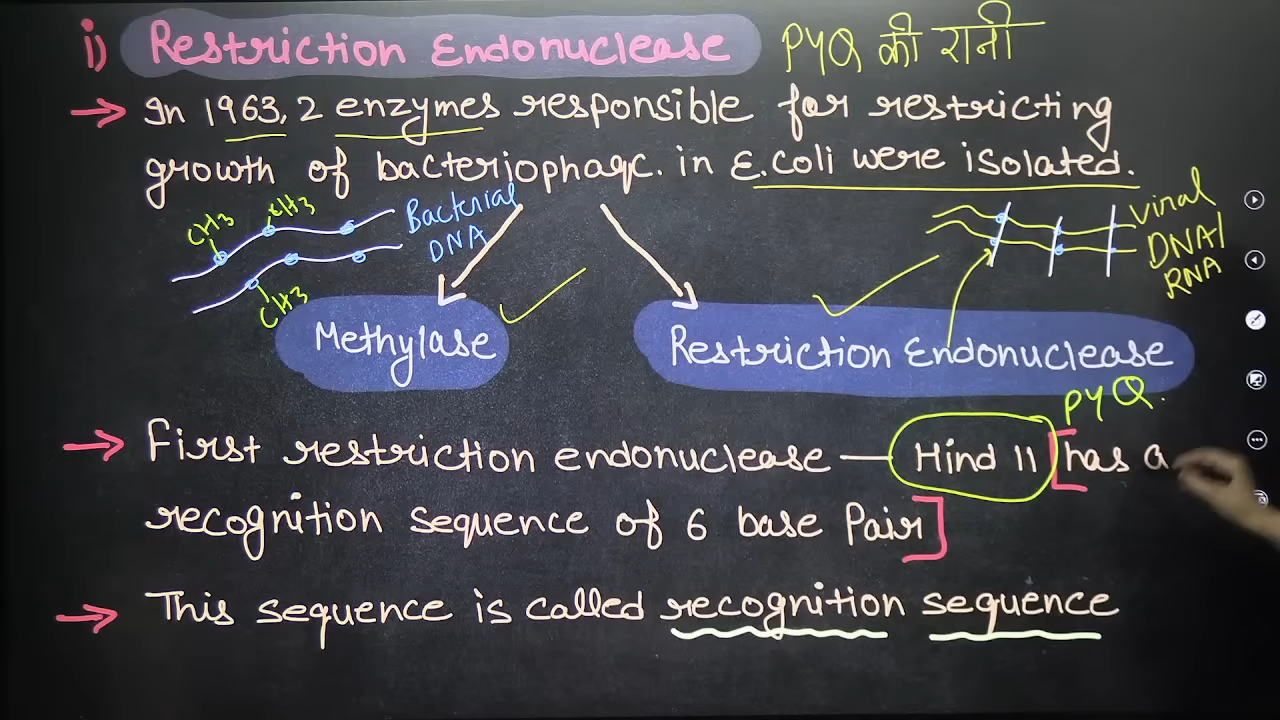 i) Restriction Endonuclease PYQ की रानी
→ In 1963, 2 enzymes responsible for restricting
growth of bacteriophage. in E.Coli were isolated.
CH3 CH3 Bacterial
DNA
CH3
Viral
DNA/
RNA
Methylase Restriction Endonuclease
PYQ.
→ First restriction endonuclease — Hind II [has a
recognition sequence of 6 base Pair]
→ This sequence is called recognition sequence